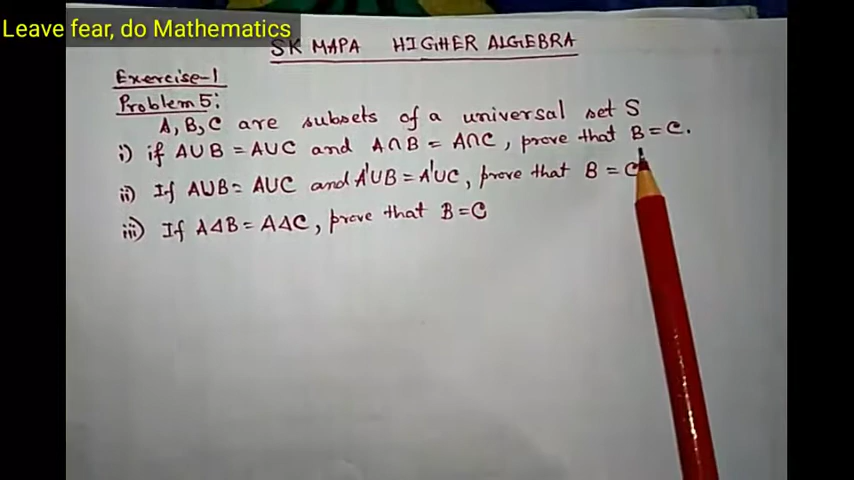 Leave fear, do Mathematics
SK MAPA HIGHER ALGEBRA
Exercise-1
Problem 5:
A, B, C are subsets of a universal set S
i) if A∪B = A∪C and A∩B = A∩C, prove that B = C.
ii) If A∪B = A∪C and A'∪B = A'∪C, prove that B = C
iii) If AΔB = AΔC, prove that B=C